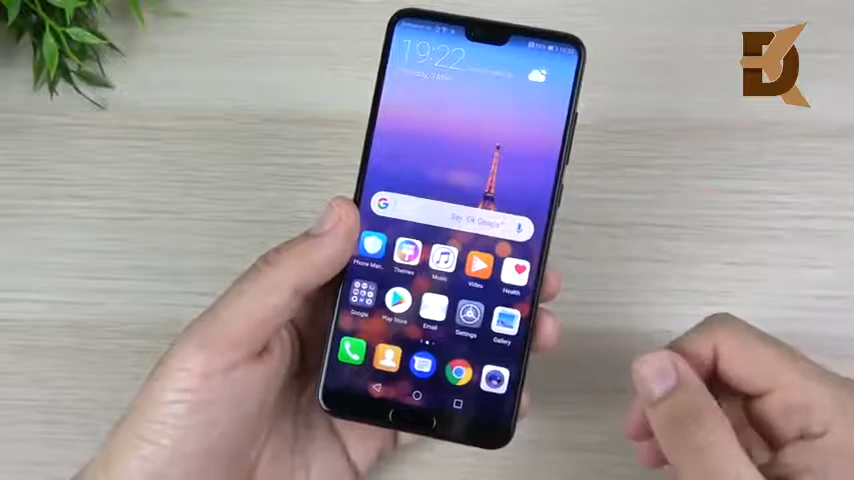 19:22
Say "Ok Google"
Phone Man...
Themes
Music
Video
Health
Google
Play Store
Email
Settings
Gallery